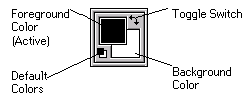 Foreground
Color
(Active)
Toggle Switch
Default
Colors
Background
Color